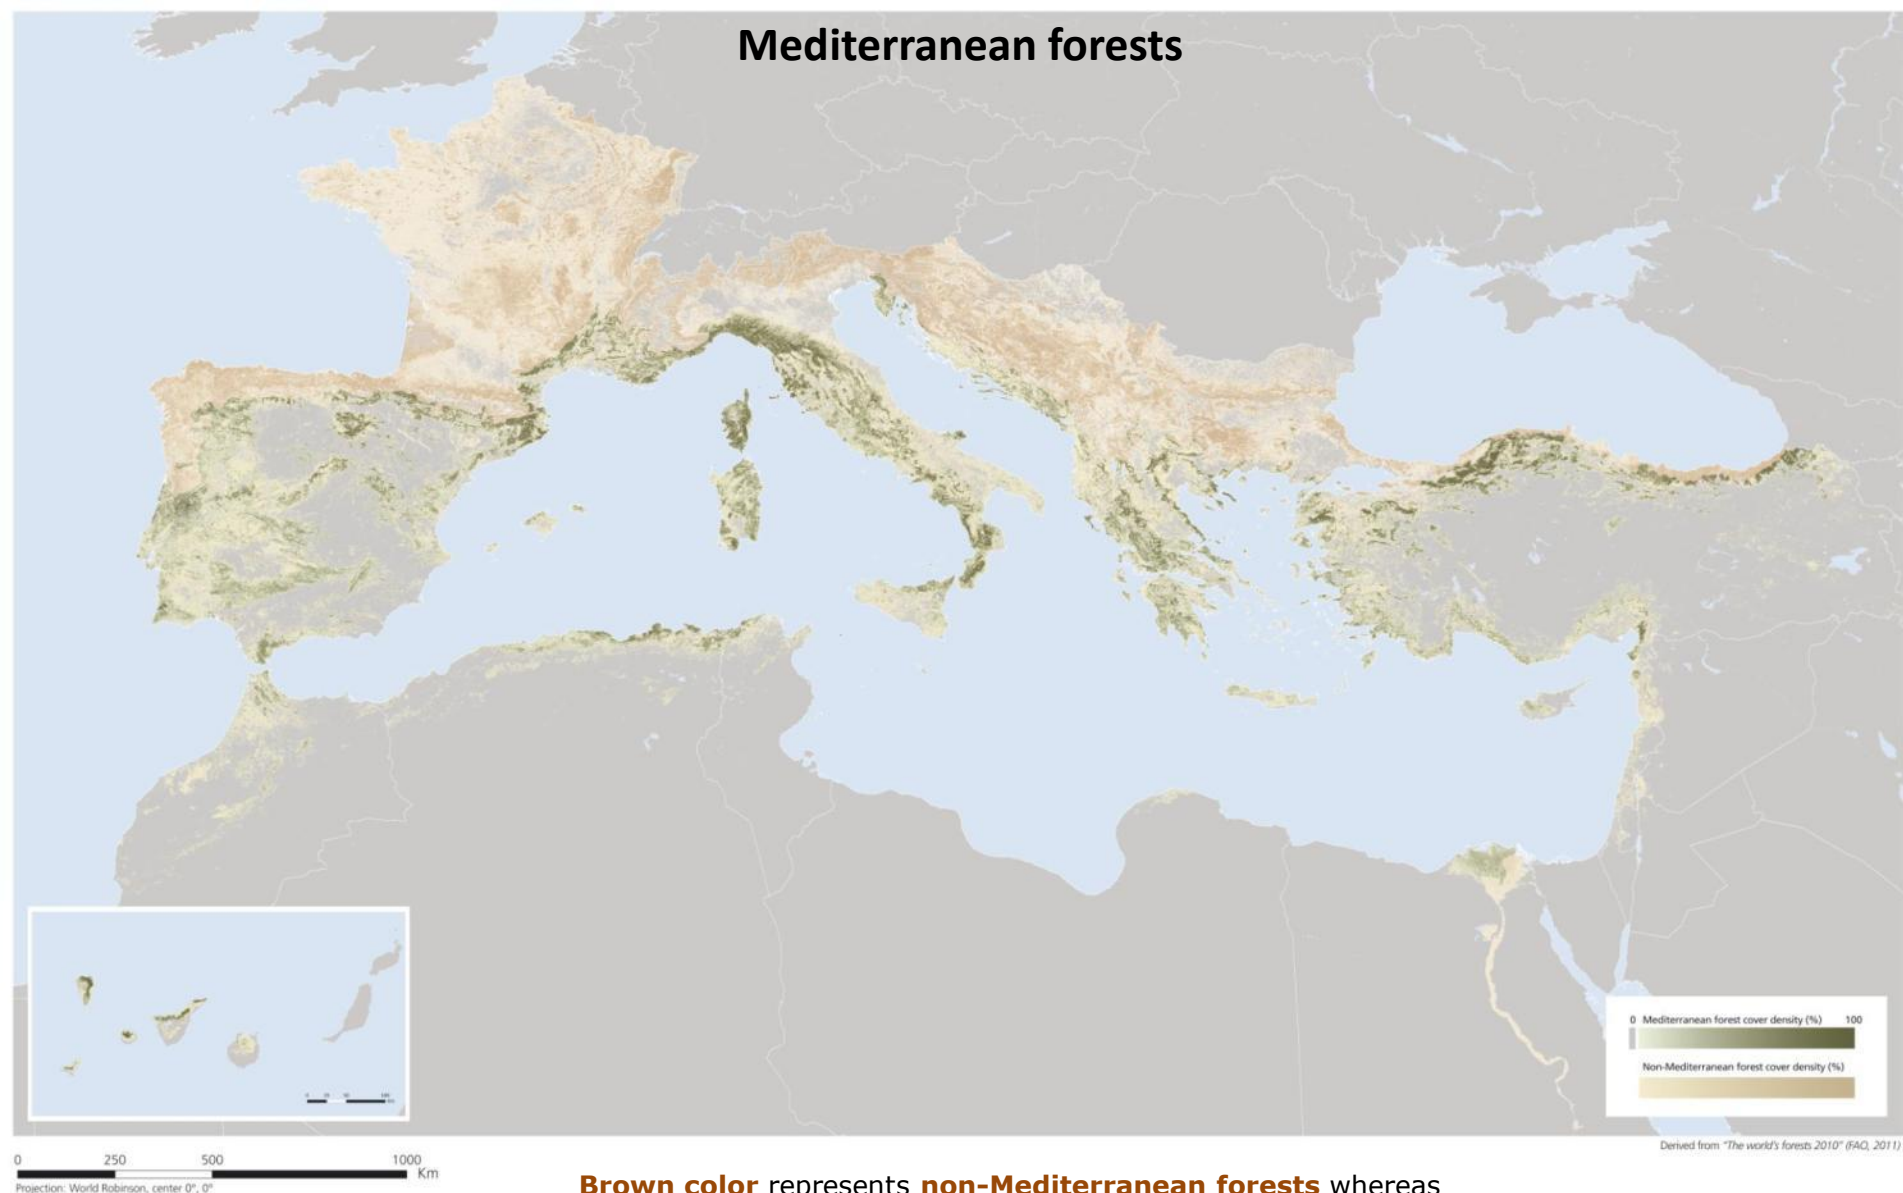 Mediterranean forests
0 Mediterranean forest cover density (%) 100
Non-Mediterranean forest cover density (%)
Derived from "The world's forests 2010" (FAO, 2011)
0 250 500 1000
Km
Projection: World Robinson, center 0°, 0°
Brown color represents non-Mediterranean forests whereas